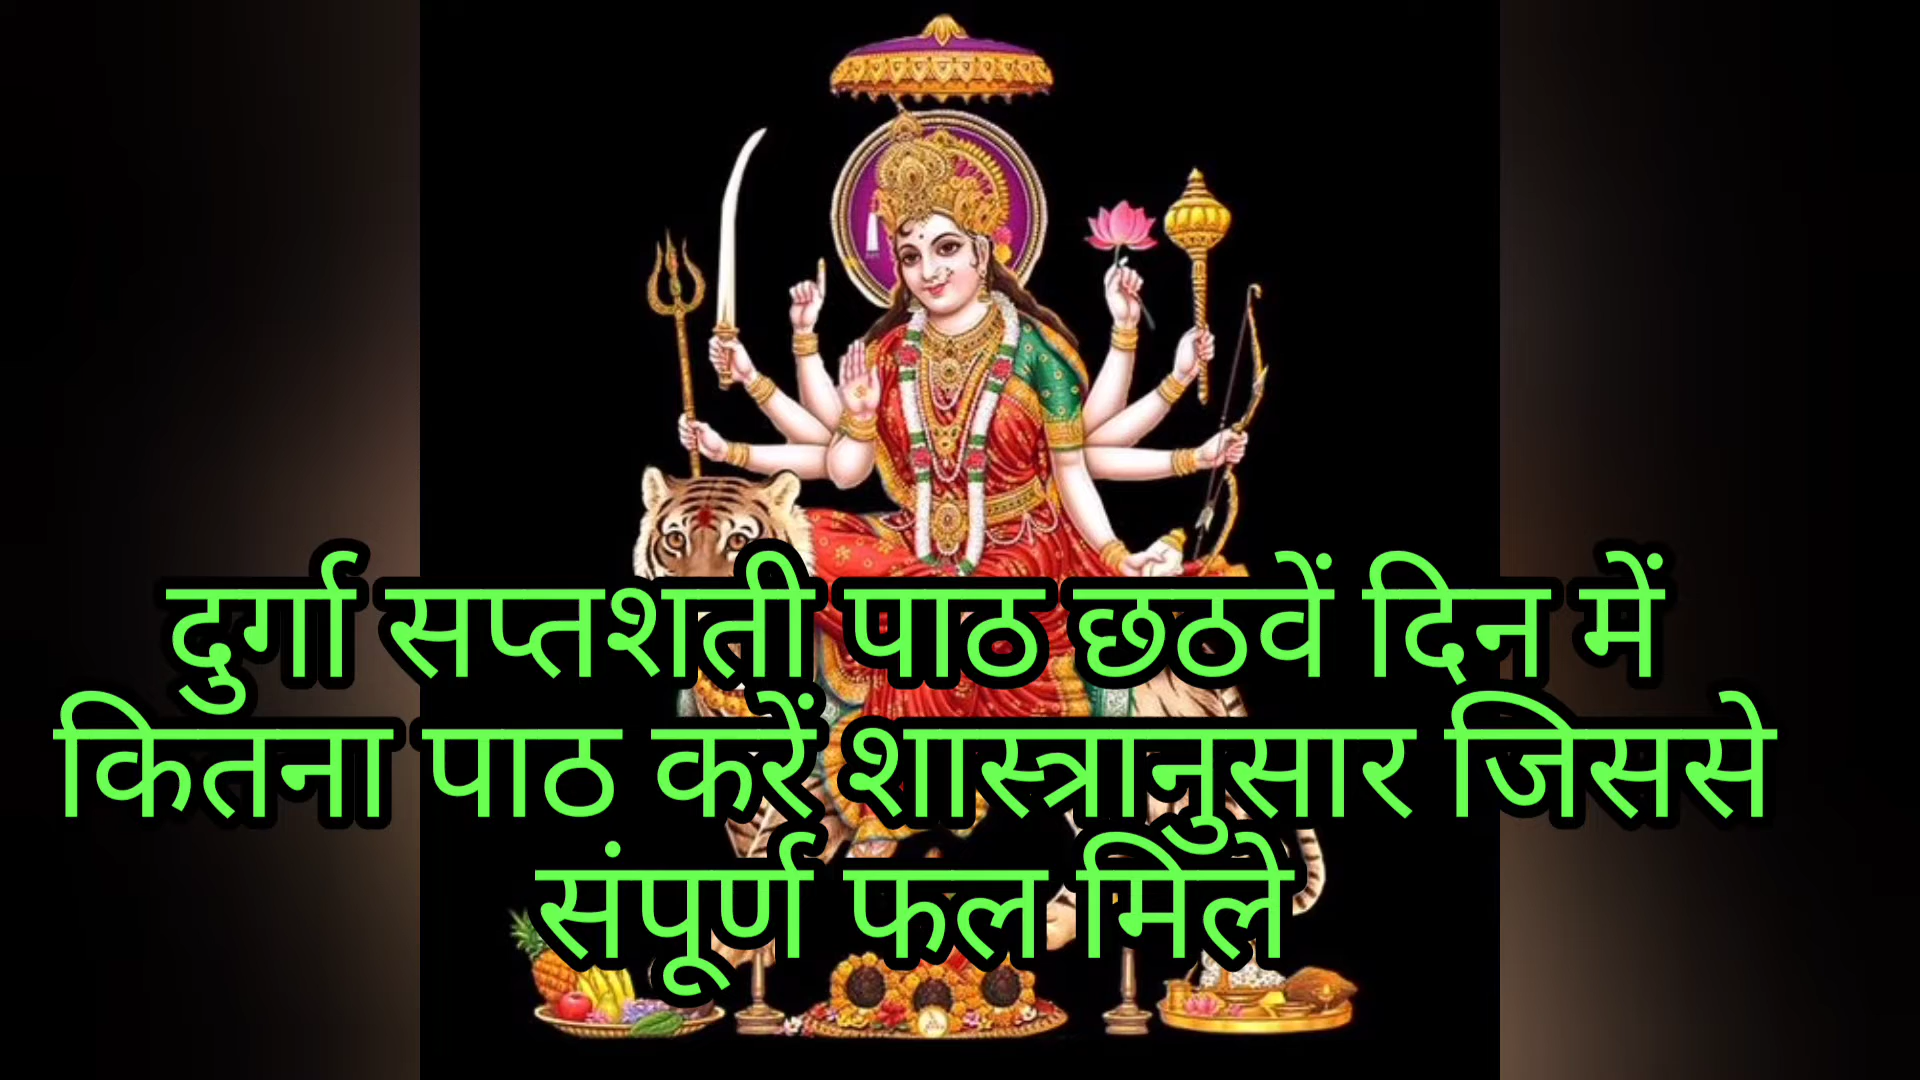 दुर्गा सप्तशती पाठ छठवें दिन में
कितना पाठ करें शास्त्रानुसार जिससे
संपूर्ण फल मिले